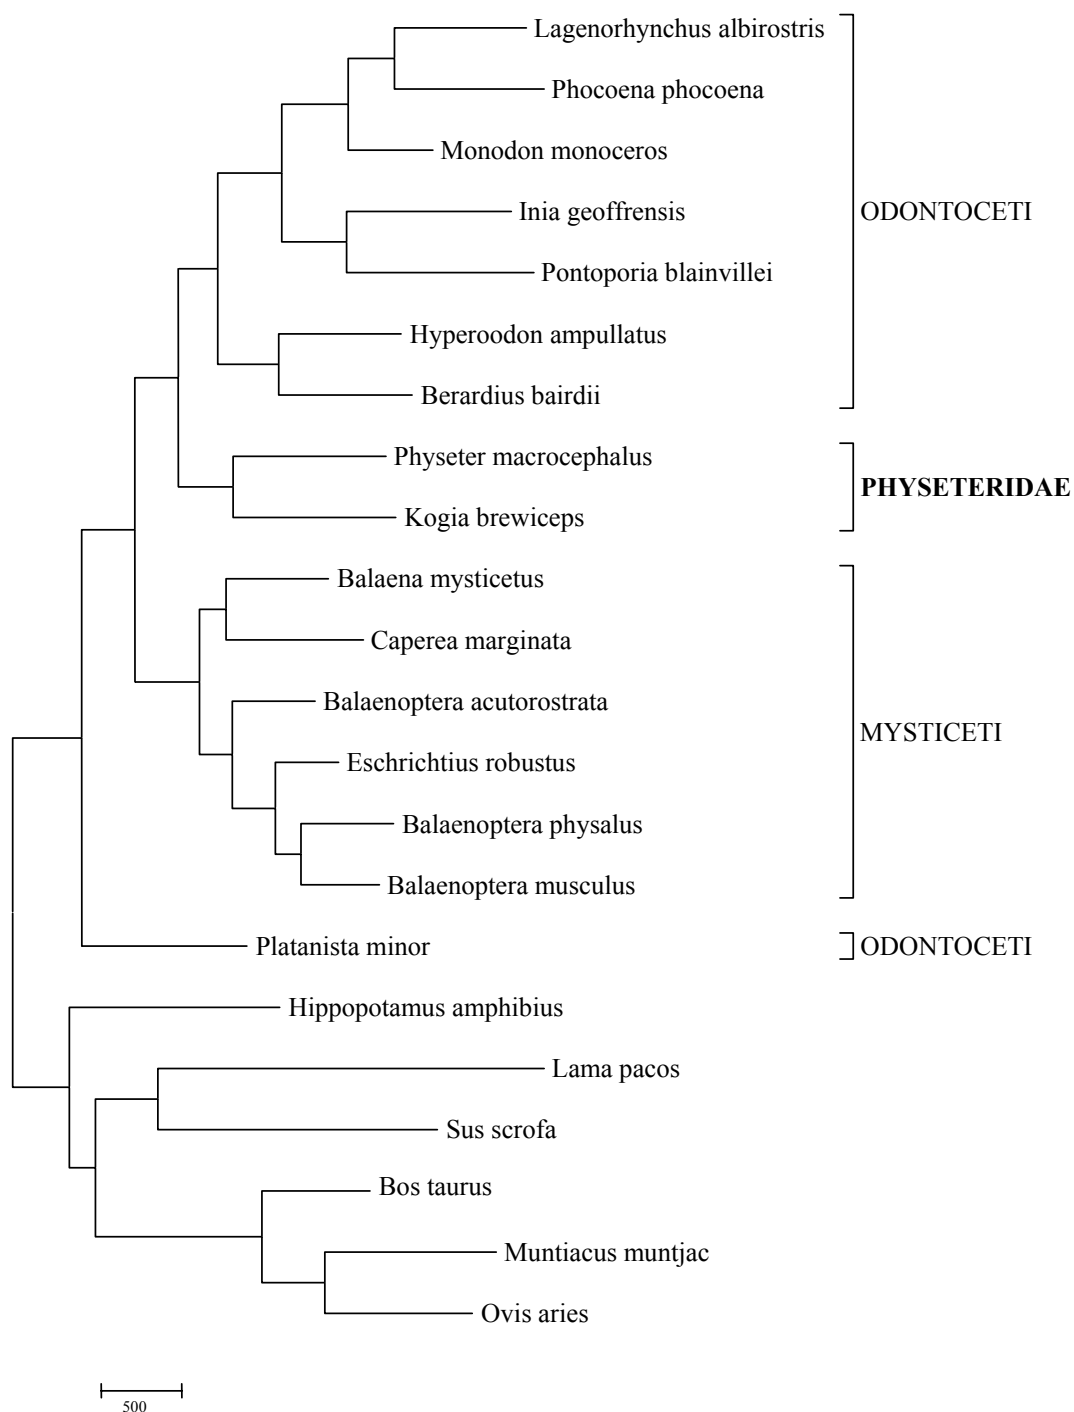 Lagenorhynchus albirostris
Phocoena phocoena
Monodon monoceros
Inia geoffrensis
ODONTOCETI
Pontoporia blainvillei
Hyperoodon ampullatus
Berardius bairdii
Physeter macrocephalus
PHYSETERIDAE
Kogia brewiceps
Balaena mysticetus
Caperea marginata
Balaenoptera acutorostrata
MYSTICETI
Eschrichtius robustus
Balaenoptera physalus
Balaenoptera musculus
Platanista minor
ODONTOCETI
Hippopotamus amphibius
Lama pacos
Sus scrofa
Bos taurus
Muntiacus muntjac
Ovis aries
500